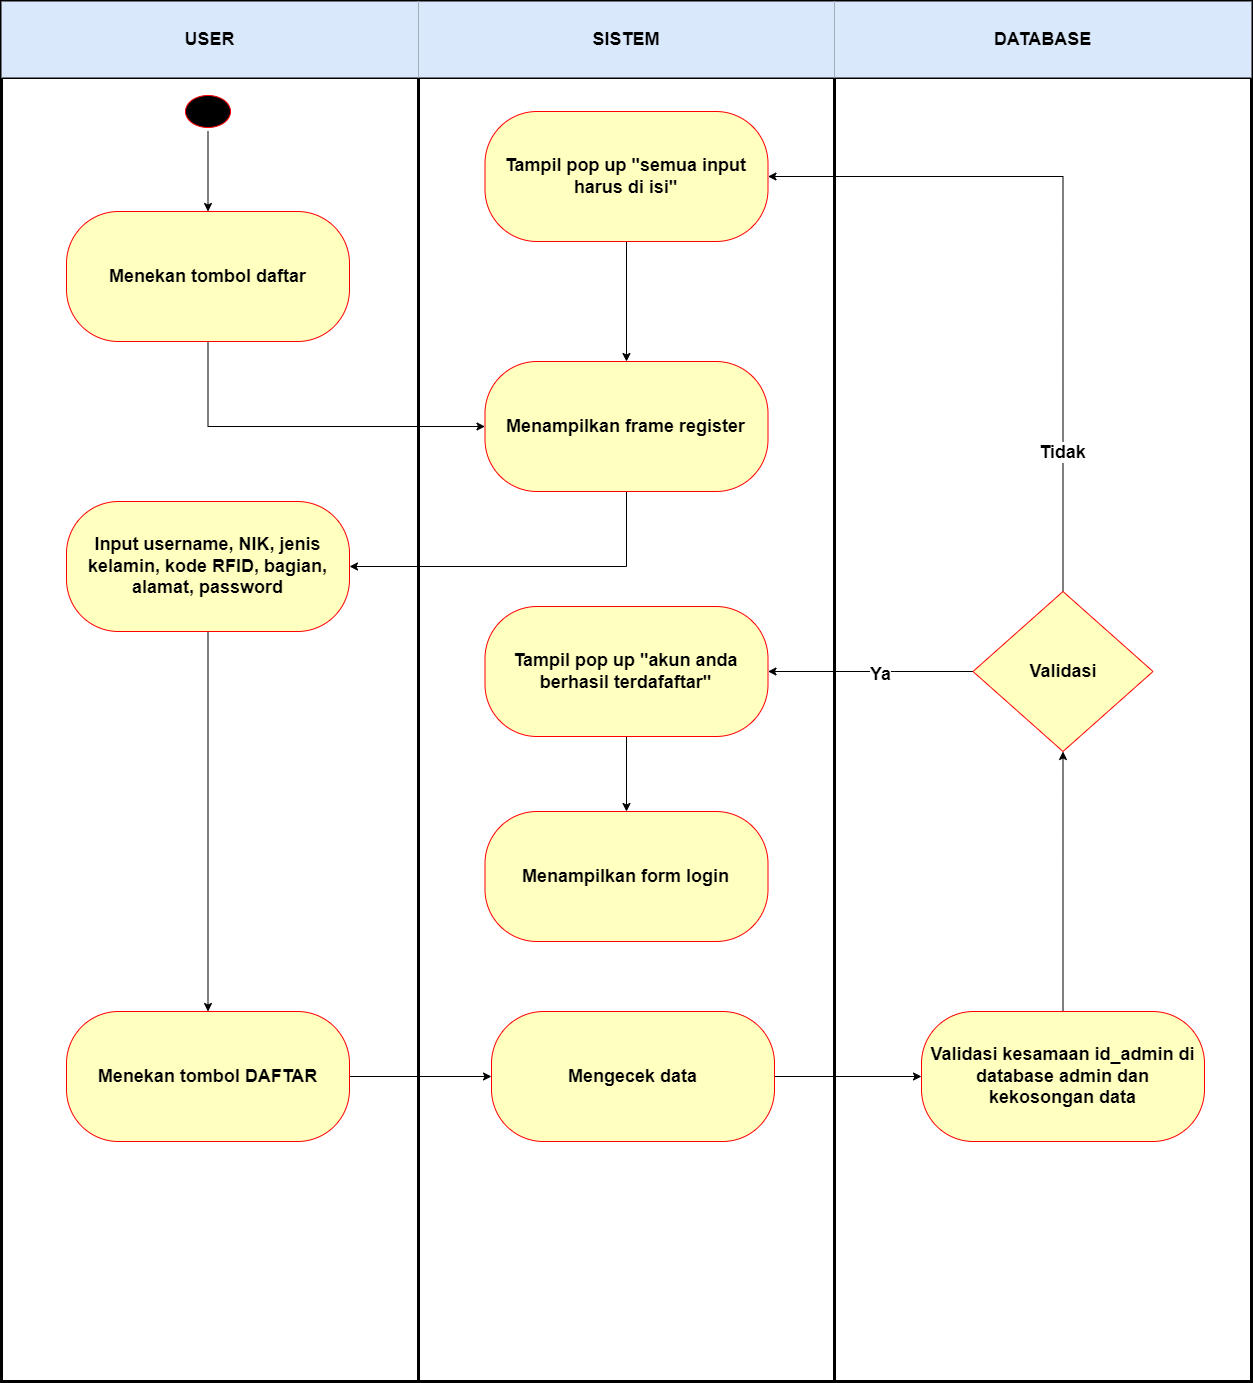 USER
SISTEM
DATABASE
Tampil pop up "semua input
harus di isi"
Menekan tombol daftar
Menampilkan frame register
Tidak
Input username, NIK, jenis
kelamin, kode RFID, bagian,
alamat, password
Tampil pop up "akun anda
berhasil terdafaftar"
Ya
Validasi
Menampilkan form login
Menekan tombol DAFTAR
Mengecek data
Validasi kesamaan id_admin di
database admin dan
kekosongan data